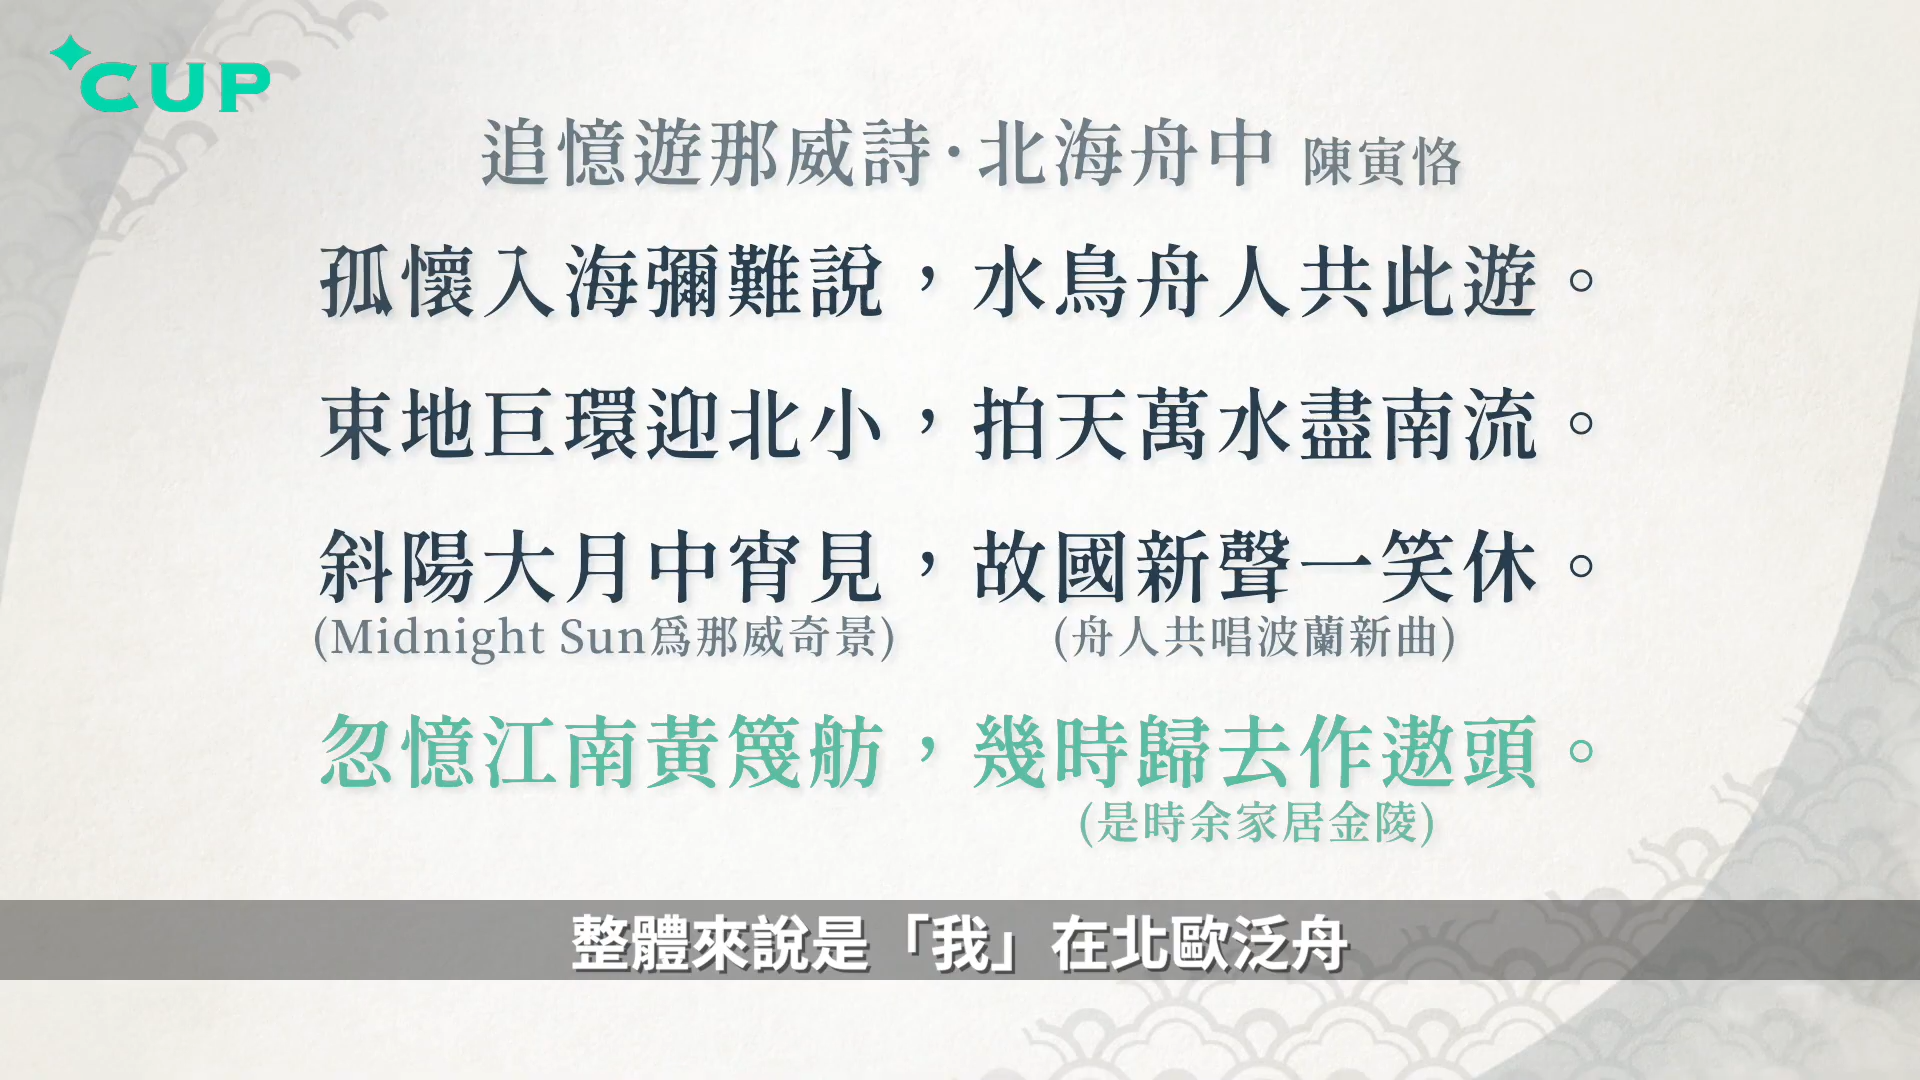 CUP
追憶遊那威詩·北海舟中 陳寅恪
孤懷入海彌難說，水鳥舟人共此遊。
束地巨環迎北小，拍天萬水盡南流。
斜陽大月中宵見，故國新聲一笑休。
(Midnight Sun爲那威奇景) (舟人共唱波蘭新曲)
忽憶江南黃篾舫，幾時歸去作遨頭。
(是時余家居金陵)
整體來說是「我」在北歐泛舟